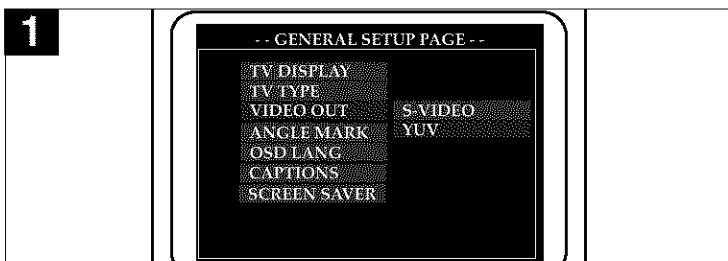 1
- - GENERAL SETUP PAGE - -
TV DISPLAY
TV TYPE
VIDEO OUT S-VIDEO
ANGLE MARK YUV
OSD LANG
CAPTIONS
SCREEN SAVER